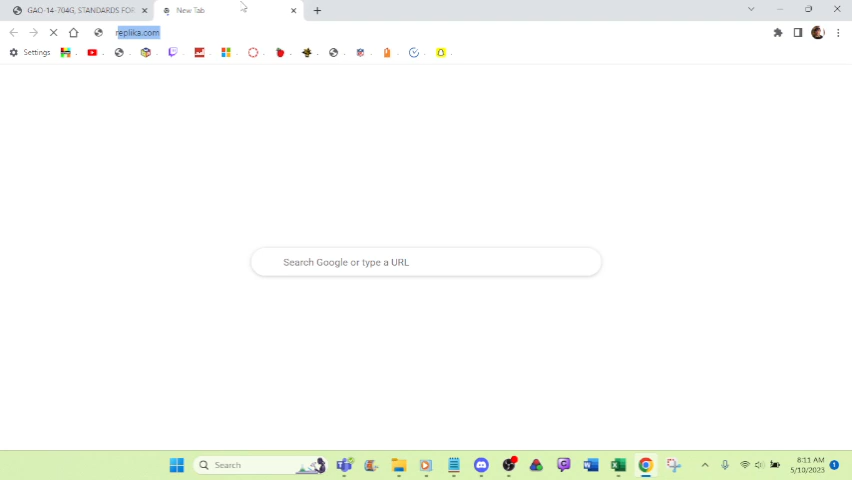 GAO-14-704G, STANDARDS FOR
New Tab
replika.com
Settings
Search Google or type a URL
Search
8:11 AM
5/10/2023
1